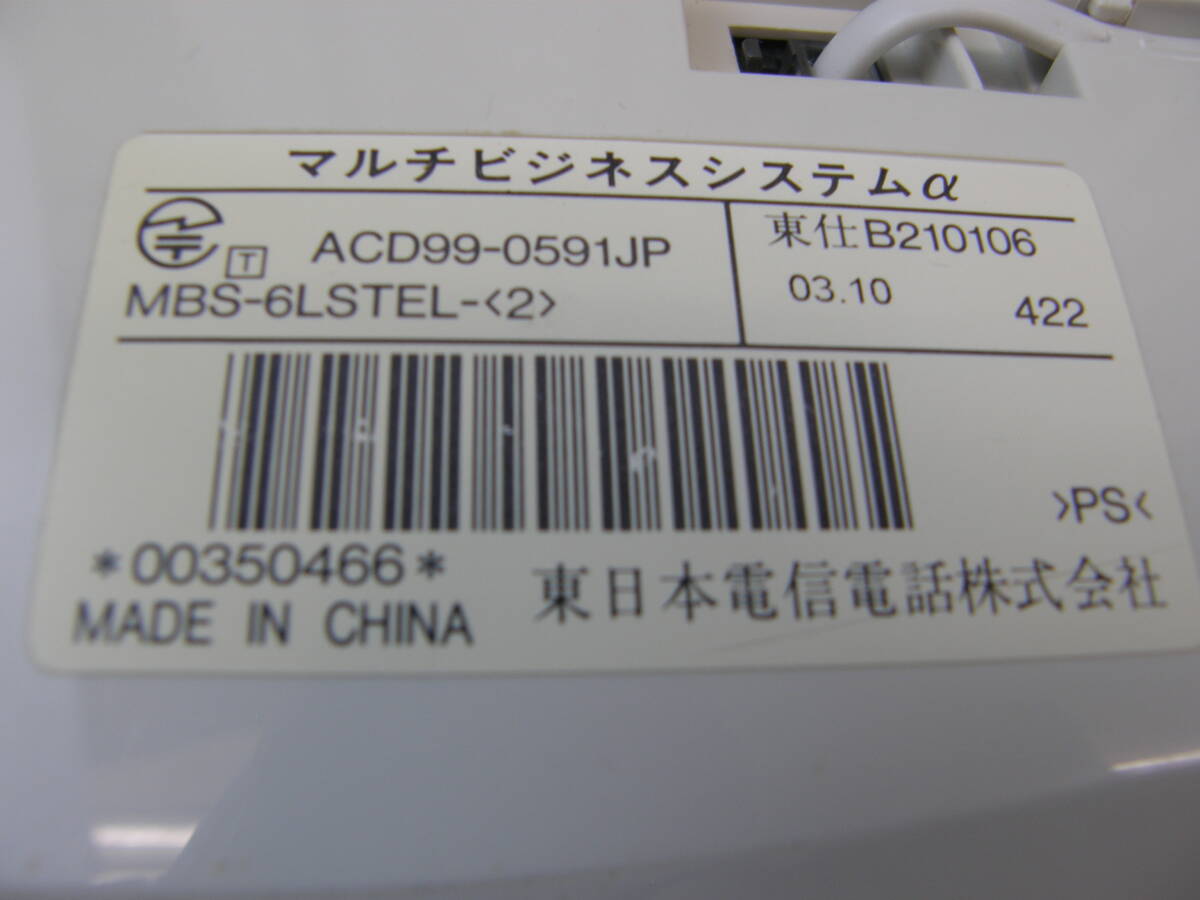 マルチビジネスシステムα
T ACD99-0591JP
MBS-6LSTEL-<2>
東仕B210106
03.10 422
>PS<
*00350466*
MADE IN CHINA
東日本電信電話株式会社